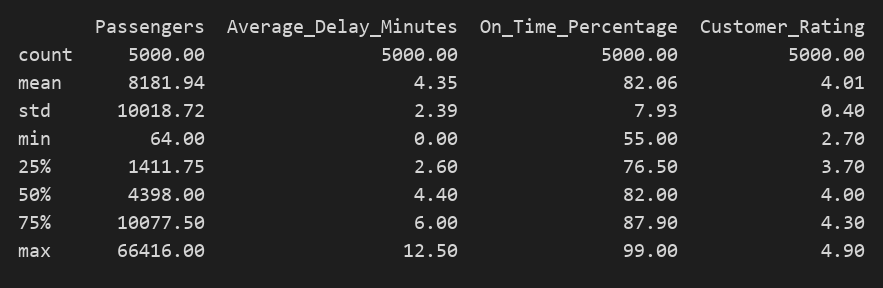 Passengers Average_Delay_Minutes On_Time_Percentage Customer_Rating
count 5000.00 5000.00 5000.00 5000.00
mean 8181.94 4.35 82.06 4.01
std 10018.72 2.39 7.93 0.40
min 64.00 0.00 55.00 2.70
25% 1411.75 2.60 76.50 3.70
50% 4398.00 4.40 82.00 4.00
75% 10077.50 6.00 87.90 4.30
max 66416.00 12.50 99.00 4.90